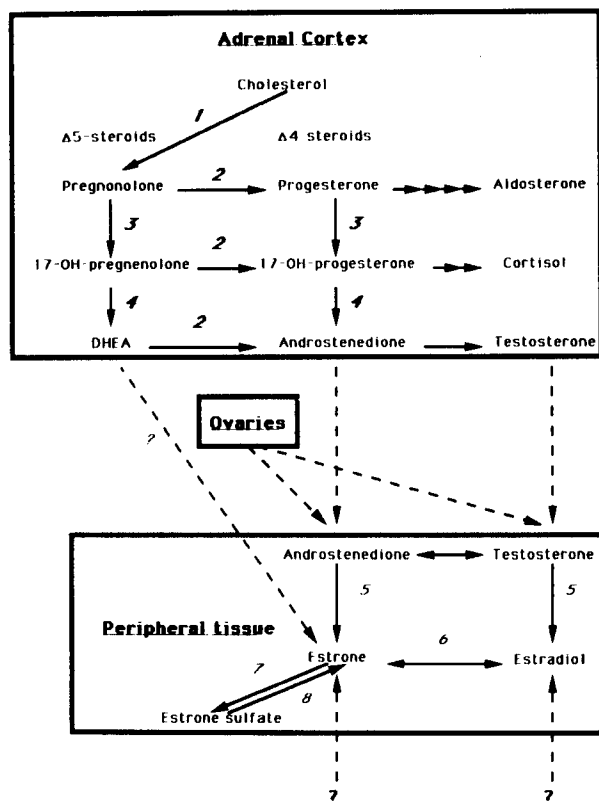 Adrenal Cortex
Cholesterol
1
Δ5-steroids Δ4 steroids
2
Pregnonolone Progesterone Aldosterone
3 3
2
17-OH-pregnenolone 17-OH-progesterone Cortisol
4 4
2
DHEA Androstenedione Testosterone
?
Ovaries
Androstenedione Testosterone
5 5
Peripheral tissue
6
Estrone Estradiol
7
8
Estrone sulfate
? ?